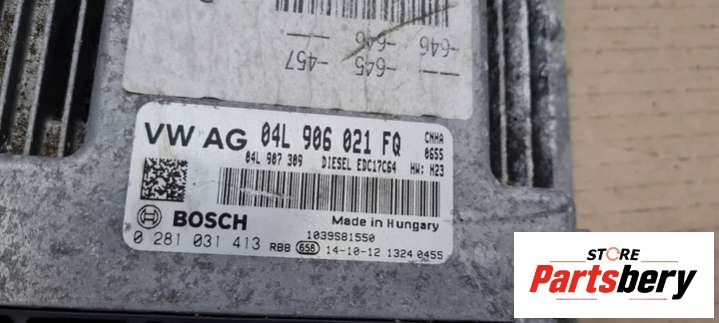 -646
-646
-645
-457
VW AG 04L 906 021 FQ
CNHA
0655
04L 907 309 DIESEL EDC17C64 HW: H23
BOSCH
Made in Hungary
1039S81550
0 281 031 413 RBB 658 14-10-12 1324 0455
STORE
Partsbery